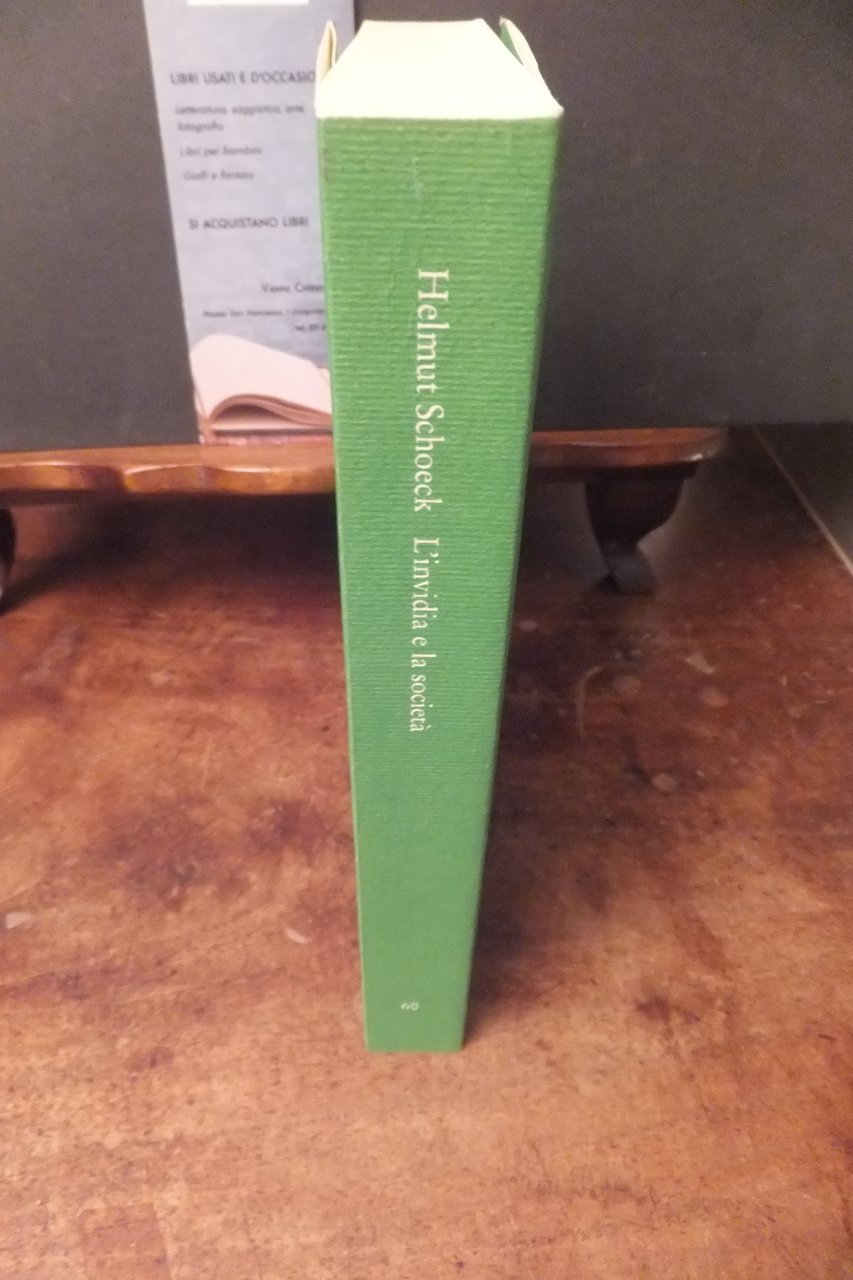 LIBRI USATI E D'OCCASIO
Letteratura, saggistica, arte
fotografia
Libri per bambini
Gialli e fantasy
SI ACQUISTANO LIBRI
Helmut Schoeck L'invidia e la società